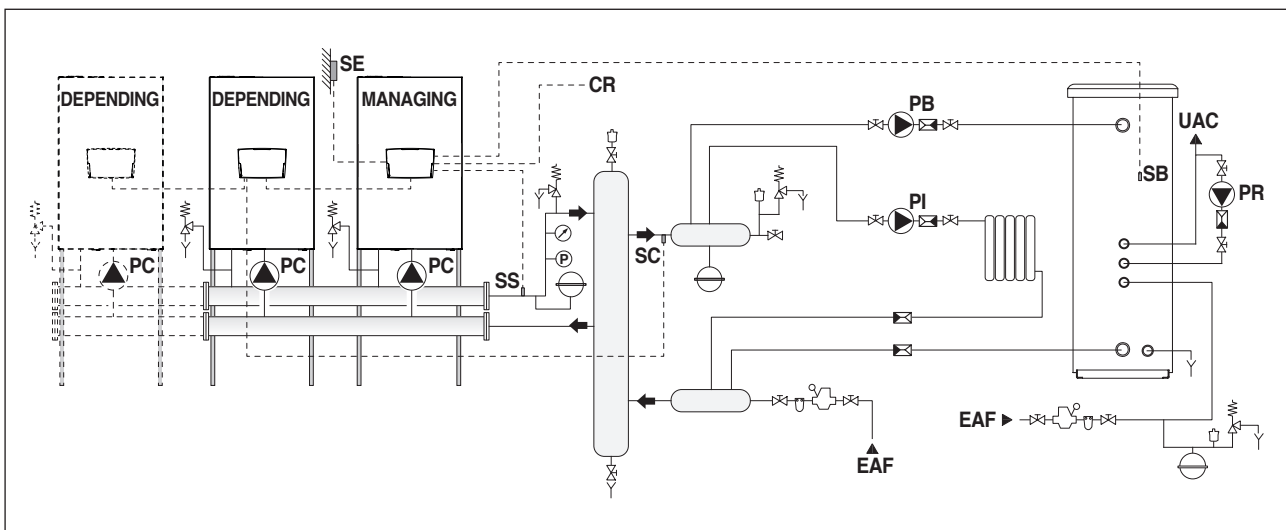 DEPENDING
DEPENDING
MANAGING
SE
CR
PB
UAC
SB
PR
PI
SC
PC
PC
PC
SS
P
EAF
EAF